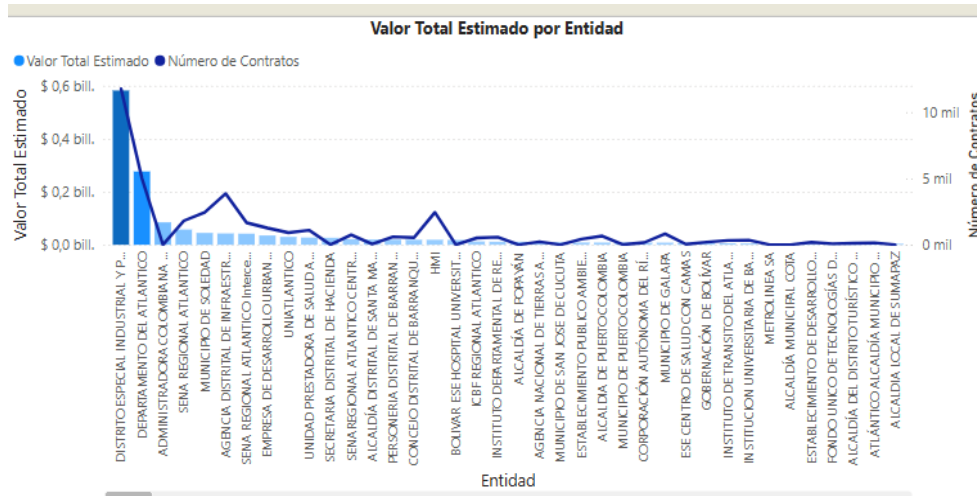 Valor Total Estimado por Entidad
Valor Total Estimado Número de Contratos
Valor Total Estimado
$ 0,6 bill.
$ 0,4 bill.
$ 0,2 bill.
$ 0,0 bill.
10 mil
5 mil
0 mil
Número de Contratos
DISTRITO ESPECIAL INDUSTRIAL Y P...
DEPARTAMENTO DEL ATLANTICO
ADMINISTRADORA COLOMBIANA ...
SENA REGIONAL ATLANTICO
MUNICIPIO DE SOLEDAD
AGENCIA DISTRITAL DE INFRAESTR...
SENA REGIONAL ATLANTICO Interce...
EMPRESA DE DESARROLLO URBAN...
UNIATLANTICO
UNIDAD PRESTADORA DE SALUD A...
SECRETARIA DISTRITAL DE HACIENDA
SENA REGIONAL ATLANTICO CENTR...
ALCALDÍA DISTRITAL DE SANTA MA...
PERSONERIA DISTRITAL DE BARRAN...
CONCEJO DISTRITAL DE BARRANQU...
HMI
BOLIVAR. ESE HOSPITAL UNIVERSIT...
ICBF REGIONAL ATLANTICO
INSTITUTO DEPARTAMENTAL DE RE...
ALCALDÍA DE POPAYÁN
AGENCIA NACIONAL DE TIERRAS A...
MUNICIPIO DE SAN JOSE DE CUCUTA
ESTABLECIMIENTO PUBLICO AMBIE...
ALCALDIA DE PUERTO COLOMBIA
MUNICIPIO DE PUERTO COLOMBIA
CORPORACIÓN AUTÓNOMA DEL RÍ...
MUNICIPIO DE GALAPA
ESE CENTRO DE SALUD CON CAMAS
GOBERNACIÓN DE BOLÍVAR
INSTITUTO DE TRANSITO DEL ATLA...
INSTITUCION UNIVERSITARIA DE BA...
METROLINEA SA
ALCALDÍA MUNICIPAL COTA
ESTABLECIMIENTO DE DESARROLLO...
FONDO UNICO DE TECNOLOGÍAS D...
ALCALDÍA DEL DISTRITO TURÍSTICO ...
ATLÁNTICO ALCALDÍA MUNICIPIO ...
ALCALDIA LOCAL DE SUMAPAZ
Entidad